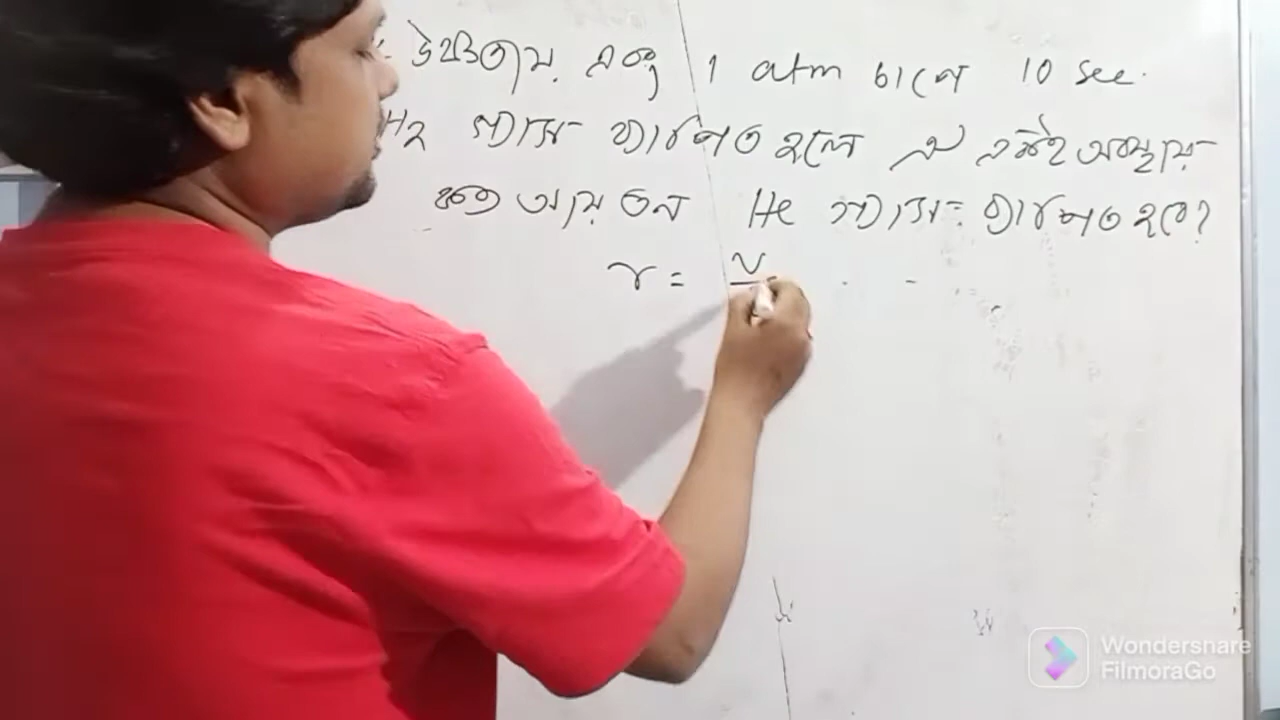 উষ্ণতায় এবং 1 atm চাপে 10 sec.
H2 গ্যাস ব্যাপিত হলে ঐ একই অবস্থায়
কত আয়তন He গ্যাস ব্যাপিত হবে?
r = V
Wondershare
FilmoraGo